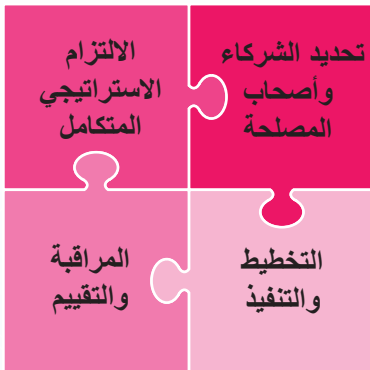 تحديد الشركاء
وأصحاب
المصلحة
الالتزام
الاستراتيجي
المتكامل
التخطيط
والتنفيذ
المراقبة
والتقييم